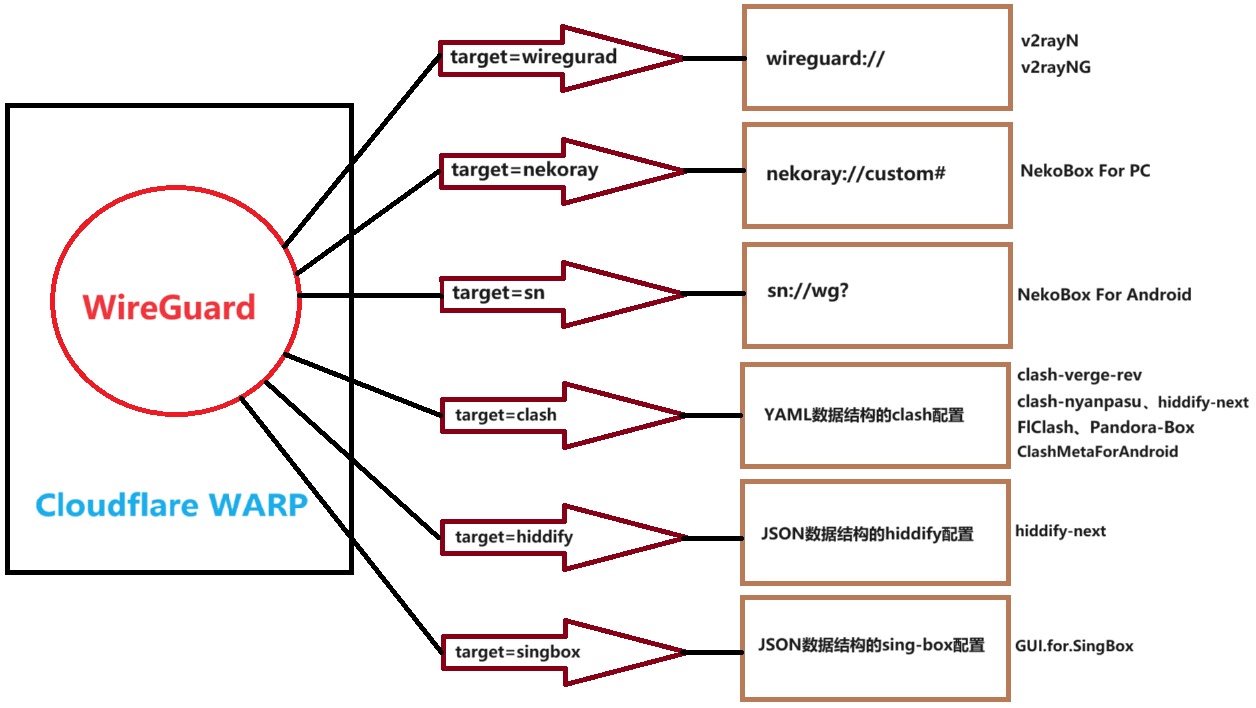 WireGuard
Cloudflare WARP
target=wiregurad
wireguard://
v2rayN
v2rayNG
target=nekoray
nekoray://custom#
NekoBox For PC
target=sn
sn://wg?
NekoBox For Android
target=clash
YAML数据结构的clash配置
clash-verge-rev
clash-nyanpasu、hiddify-next
FlClash、Pandora-Box
ClashMetaForAndroid
target=hiddify
JSON数据结构的hiddify配置
hiddify-next
target=singbox
JSON数据结构的sing-box配置
GUI.for.SingBox